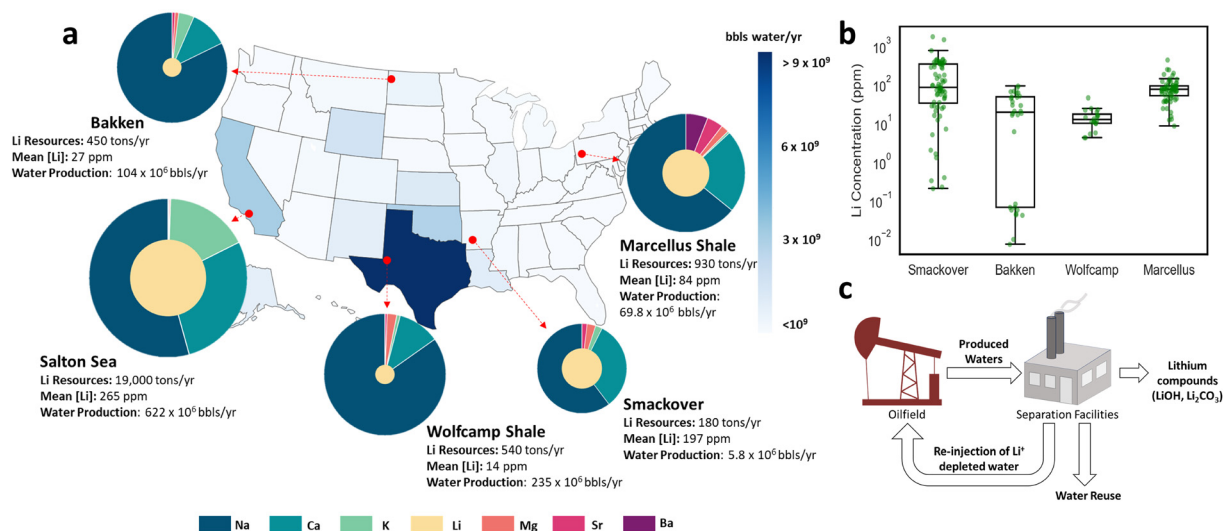 a
Bakken
Li Resources: 450 tons/yr
Mean [Li]: 27 ppm
Water Production: 104 x 10⁶ bbls/yr
Salton Sea
Li Resources: 19,000 tons/yr
Mean [Li]: 265 ppm
Water Production: 622 x 10⁶ bbls/yr
Wolfcamp Shale
Li Resources: 540 tons/yr
Mean [Li]: 14 ppm
Water Production: 235 x 10⁶ bbls/yr
Smackover
Li Resources: 180 tons/yr
Mean [Li]: 197 ppm
Water Production: 5.8 x 10⁶ bbls/yr
Marcellus Shale
Li Resources: 930 tons/yr
Mean [Li]: 84 ppm
Water Production:
69.8 x 10⁶ bbls/yr
bbls water/yr
> 9 x 10⁹
6 x 10⁹
3 x 10⁹
<10⁹
Na Ca K Li Mg Sr Ba
b
Li Concentration (ppm)
10³
10²
10¹
10⁰
10⁻¹
10⁻²
Smackover Bakken Wolfcamp Marcellus
c
Produced
Waters
Oilfield
Separation Facilities
Lithium
compounds
(LiOH, Li₂CO₃)
Re-injection of Li⁺
depleted water
Water Reuse